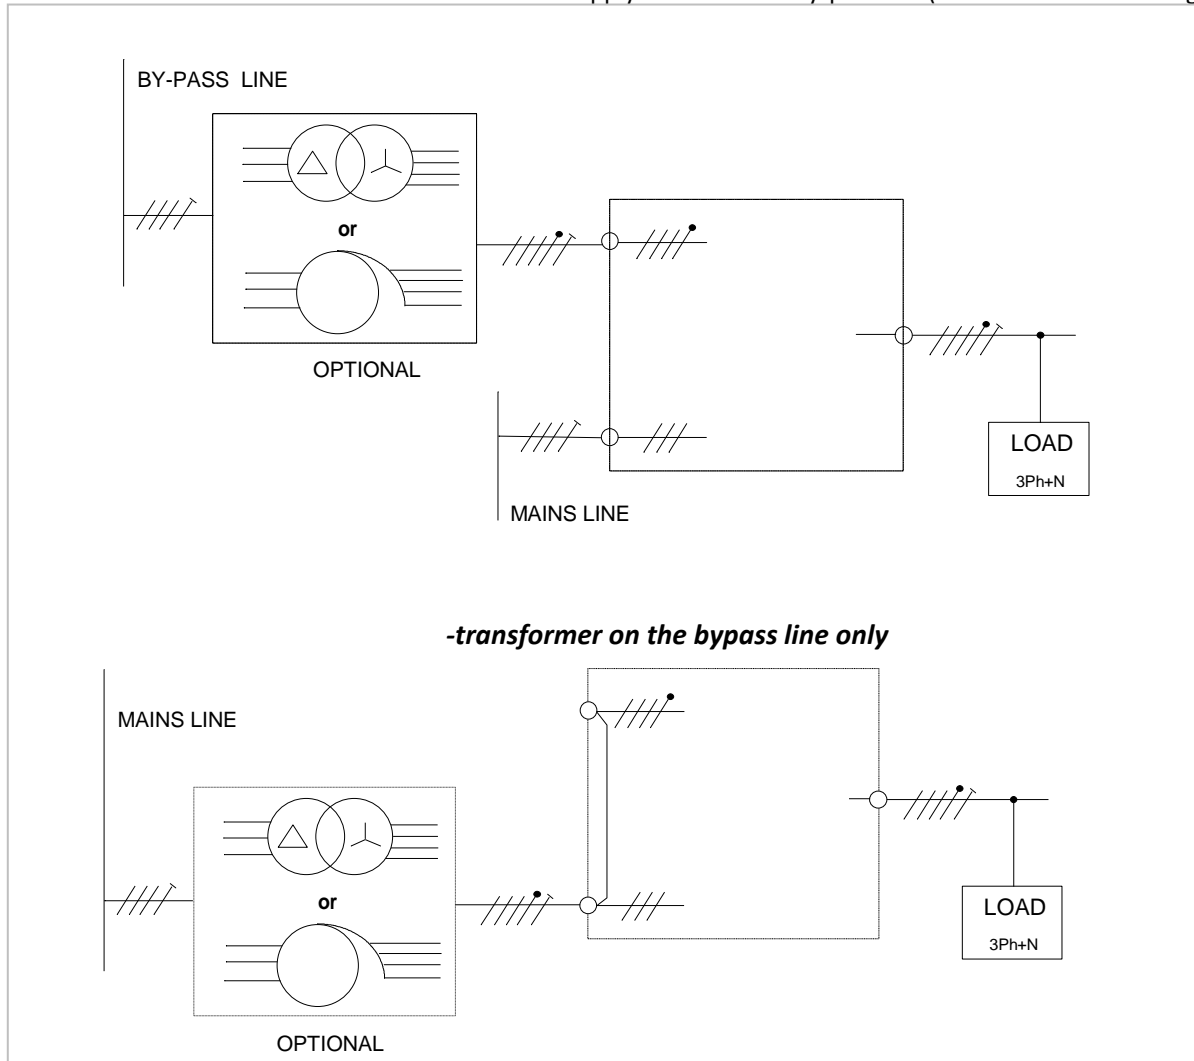 BY-PASS LINE
or
OPTIONAL
LOAD
3Ph+N
MAINS LINE
-transformer on the bypass line only
MAINS LINE
or
LOAD
3Ph+N
OPTIONAL